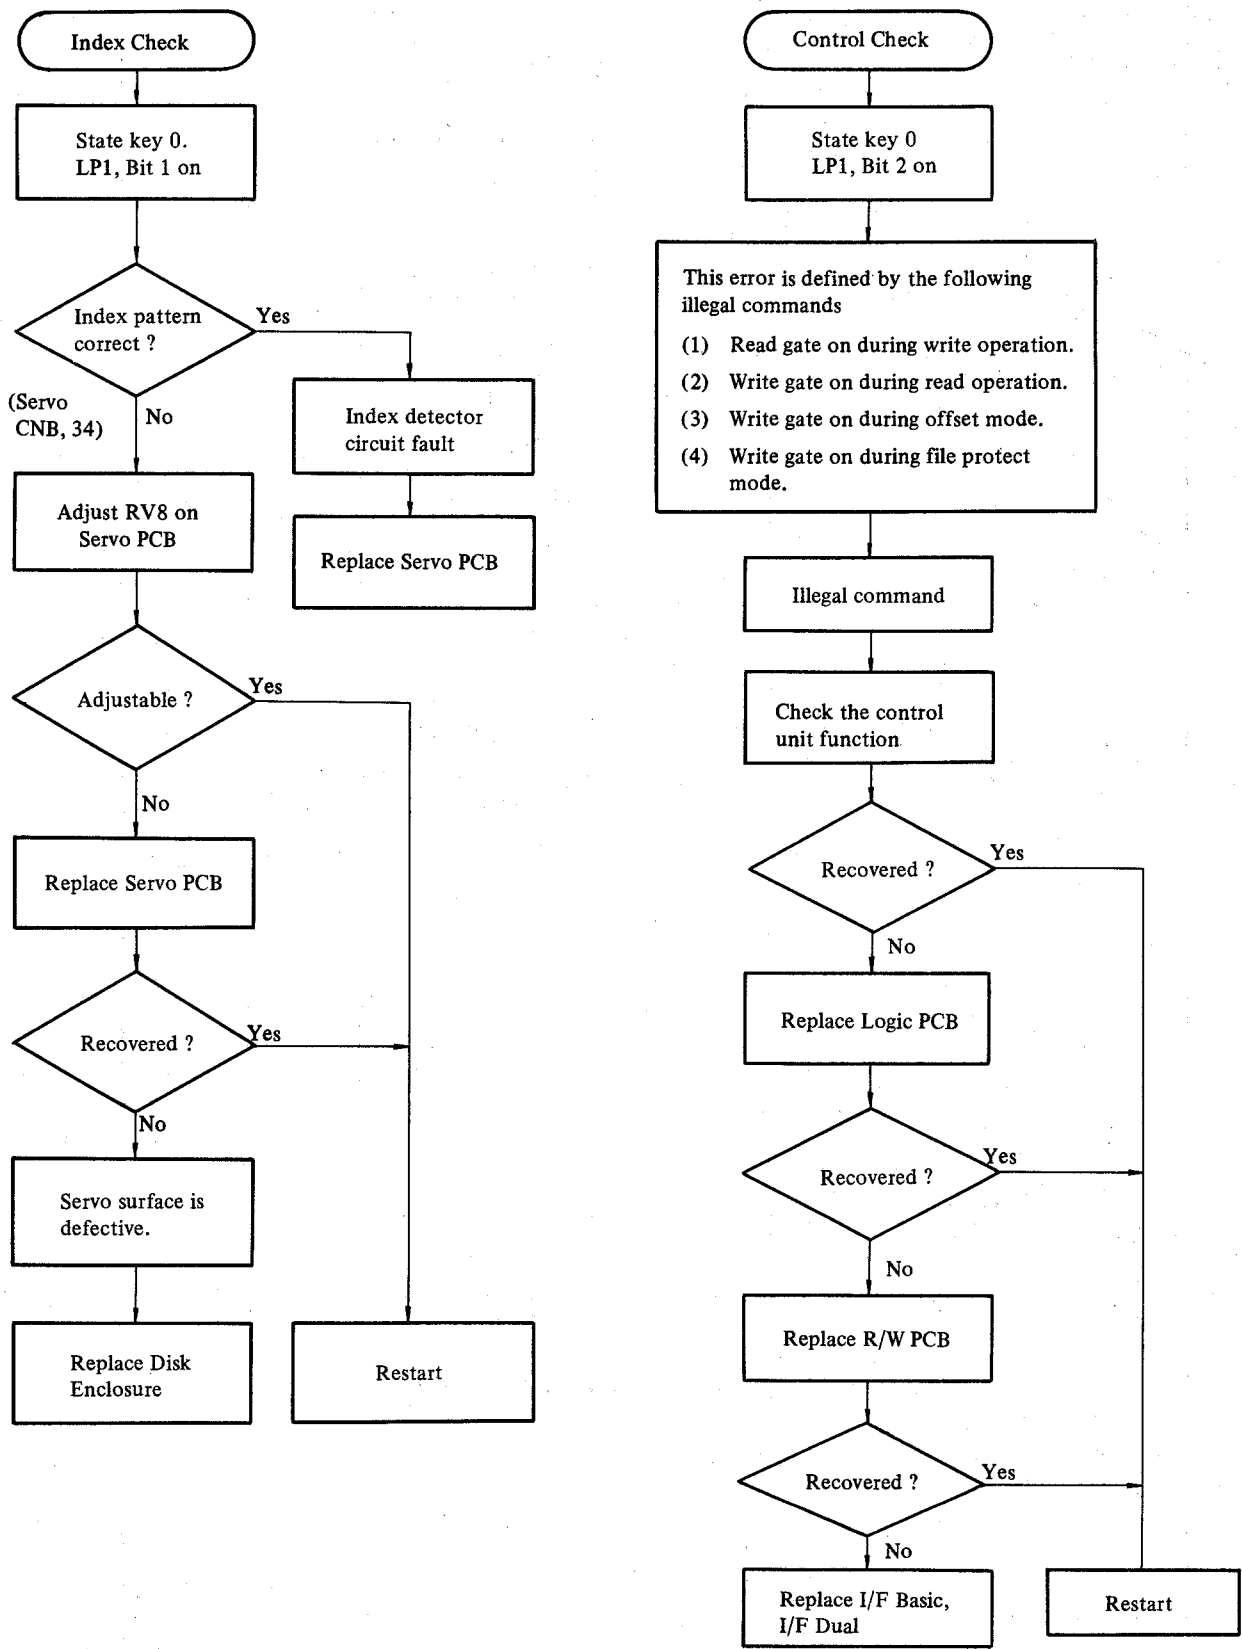 Index Check
State key 0.
LP1, Bit 1 on
Index pattern
correct ?
Yes
(Servo
CNB, 34)
No
Index detector
circuit fault
Adjust RV8 on
Servo PCB
Replace Servo PCB
Adjustable ?
Yes
No
Replace Servo PCB
Recovered ?
Yes
No
Servo surface is
defective.
Replace Disk
Enclosure
Restart
Control Check
State key 0
LP1, Bit 2 on
This error is defined by the following
illegal commands
(1) Read gate on during write operation.
(2) Write gate on during read operation.
(3) Write gate on during offset mode.
(4) Write gate on during file protect
mode.
Illegal command
Check the control
unit function
Recovered ?
Yes
No
Replace Logic PCB
Recovered ?
Yes
No
Replace R/W PCB
Recovered ?
Yes
No
Replace I/F Basic,
I/F Dual
Restart